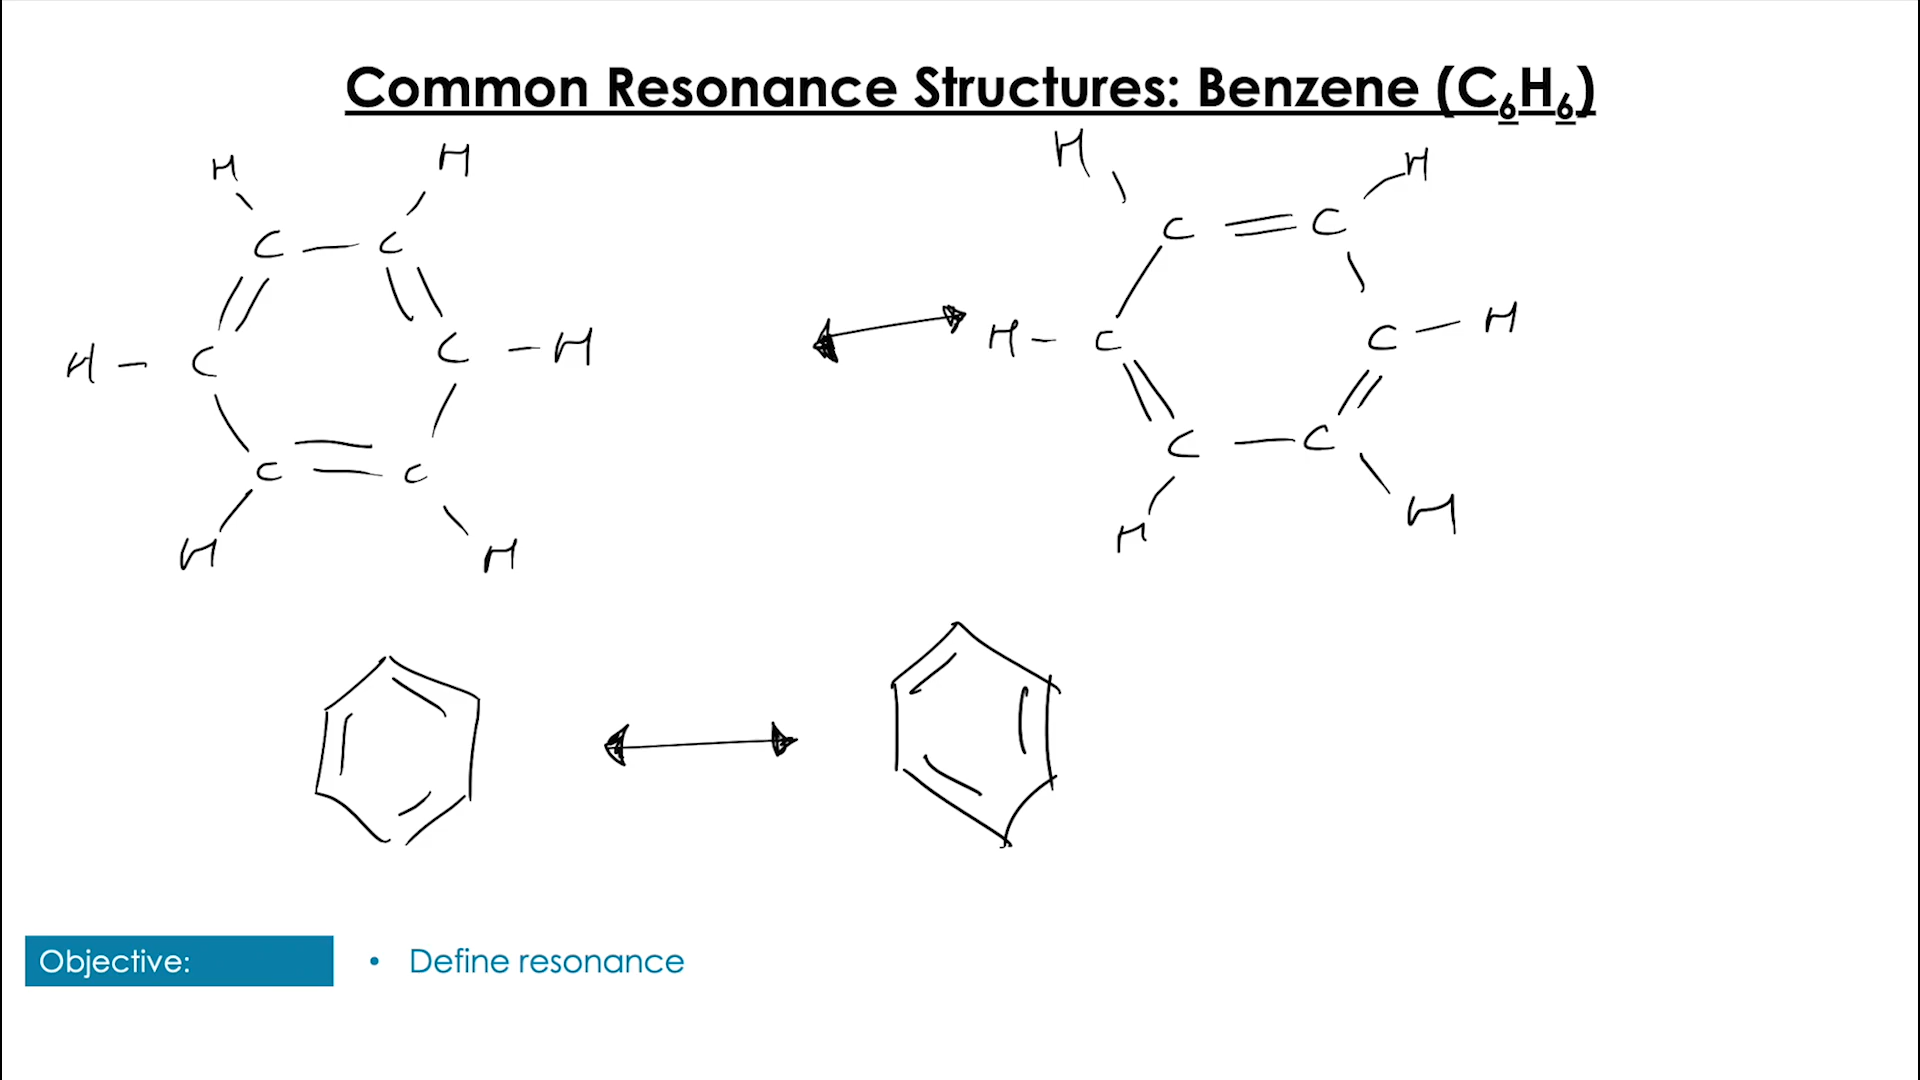 Common Resonance Structures: Benzene (C₆H₆)
H H H H
C – C C = C
H – C C – H H – C C – H
C = C C – C
H H H H
Objective: • Define resonance